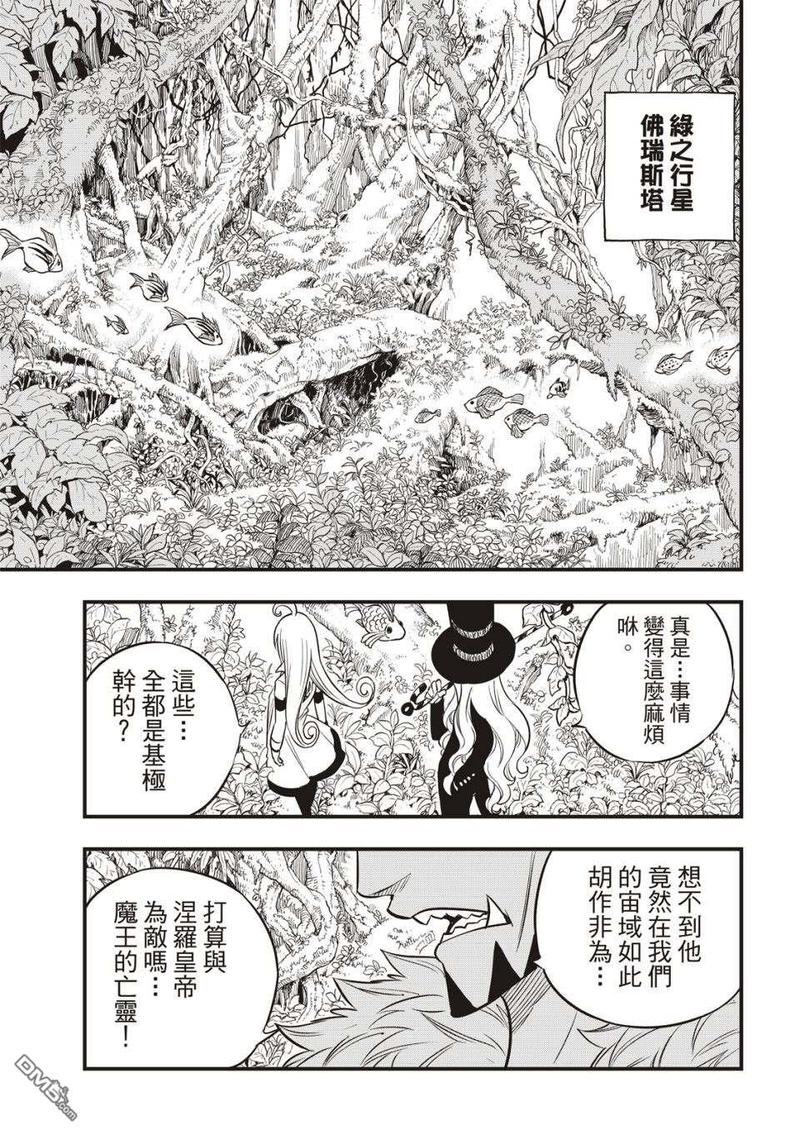 綠之行星
佛瑞斯塔
真是…事情
變得這麼麻煩
咻。
這些…
全都是基極
幹的？
想不到他
竟然在我們
的宙域如此
胡作非為…
打算與
涅羅皇帝
為敵嗎…
魔王的亡靈！
DM5